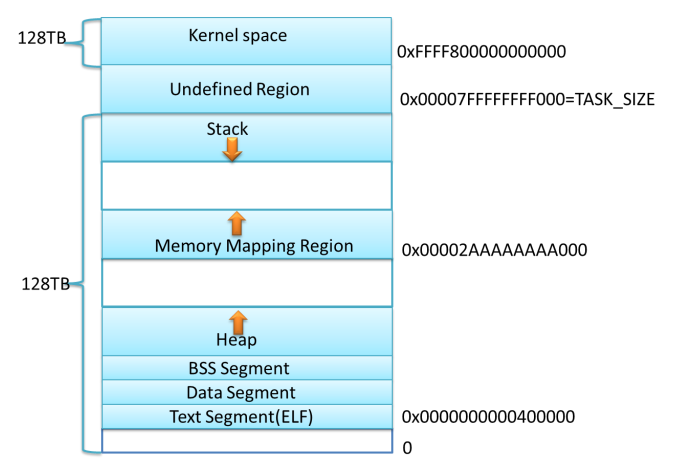 128TB
Kernel space
0xFFFF800000000000
Undefined Region
0x00007FFFFFFFF000=TASK_SIZE
Stack
Memory Mapping Region
0x00002AAAAAAAA000
128TB
Heap
BSS Segment
Data Segment
Text Segment(ELF)
0x0000000000400000
0